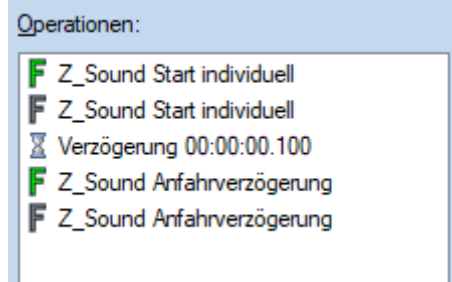 Operationen:
F Z_Sound Start individuell
F Z_Sound Start individuell
Verzögerung 00:00:00.100
F Z_Sound Anfahrverzögerung
F Z_Sound Anfahrverzögerung